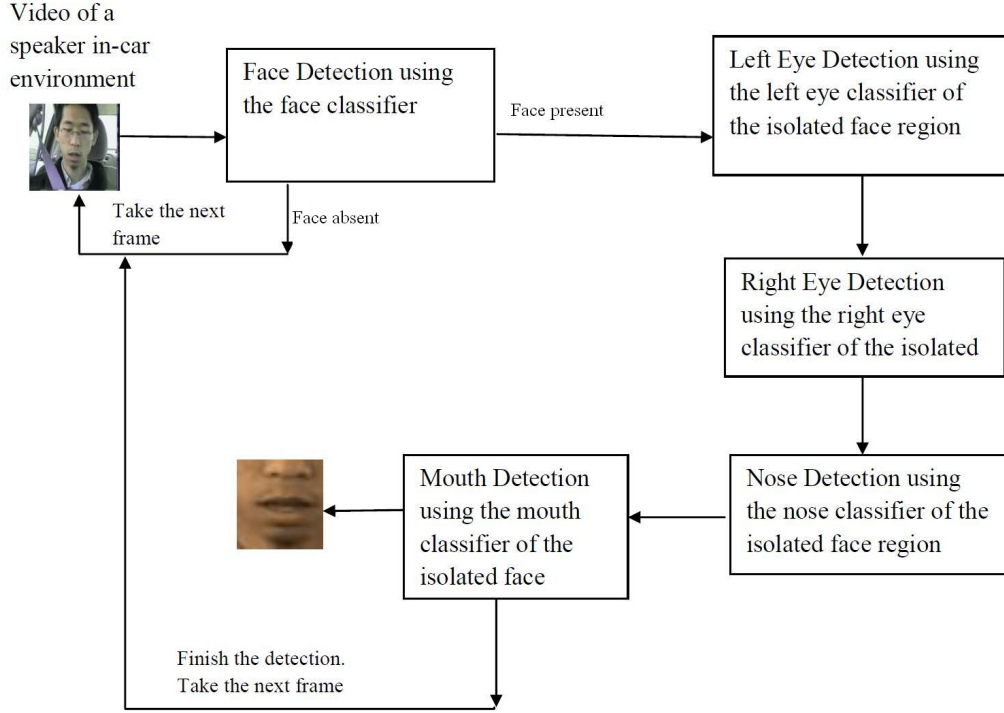 Video of a
speaker in-car
environment
Face Detection using
the face classifier
Face present
Left Eye Detection using
the left eye classifier of
the isolated face region
Take the next
frame
Face absent
Right Eye Detection
using the right eye
classifier of the isolated
Nose Detection using
the nose classifier of the
isolated face region
Mouth Detection
using the mouth
classifier of the
isolated face
Finish the detection.
Take the next frame